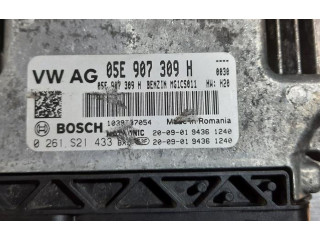 VW AG 05E 907 309 H
05E 907 309 H BENZIN MG1CS011 HW: H20
0030
BOSCH 1039S37054 Made in Romania
20-09-01 9436 1240
0 261 S21 433 20-09-01 9436 1240